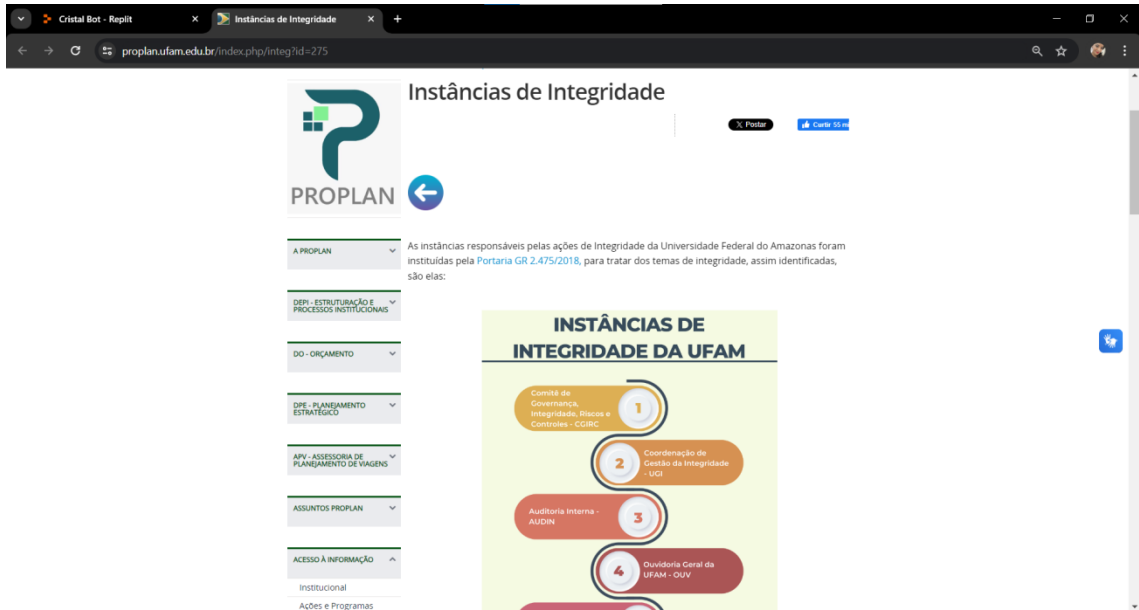 Cristal Bot - Replit
Instâncias de Integridade
proplan.ufam.edu.br/index.php/integ?id=275
PROPLAN
A PROPLAN
DEPI - ESTRUTURAÇÃO E
PROCESSOS INSTITUCIONAIS
DO - ORÇAMENTO
DPE - PLANEJAMENTO
ESTRATÉGICO
APV - ASSESSORIA DE
PLANEJAMENTO DE VIAGENS
ASSUNTOS PROPLAN
ACESSO À INFORMAÇÃO
Institucional
Ações e Programas
Instâncias de Integridade
X Postar
Curtir 55 mi
As instâncias responsáveis pelas ações de Integridade da Universidade Federal do Amazonas foram
instituídas pela Portaria GR 2.475/2018, para tratar dos temas de integridade, assim identificadas,
são elas:
INSTÂNCIAS DE
INTEGRIDADE DA UFAM
Comitê de
Governança,
Integridade, Riscos e
Controles - CGIRC
1
2
Coordenação de
Gestão da Integridade
- UGI
Auditoria Interna -
AUDIN
3
4
Ouvidoria Geral da
UFAM - OUV